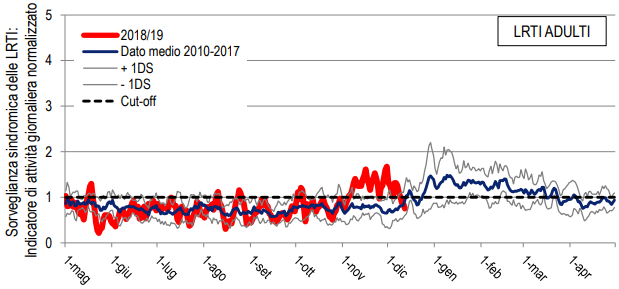 Sorveglianza sindromica delle LRTI:
Indicatore di attività giornaliera normalizzato
5
4
3
2
1
0
2018/19
Dato medio 2010-2017
+ 1DS
- 1DS
Cut-off
LRTI ADULTI
1-mag
1-giu
1-lug
1-ago
1-set
1-ott
1-nov
1-dic
1-gen
1-feb
1-mar
1-apr